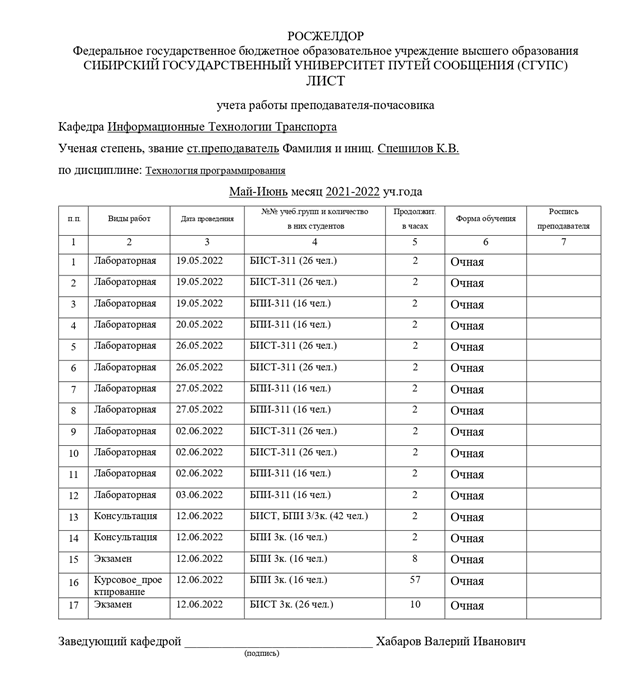 РОСЖЕЛДОР
Федеральное государственное бюджетное образовательное учреждение высшего образования
СИБИРСКИЙ ГОСУДАРСТВЕННЫЙ УНИВЕРСИТЕТ ПУТЕЙ СООБЩЕНИЯ (СГУПС)
ЛИСТ
учета работы преподавателя-почасовика
Кафедра Информационные Технологии Транспорта
Ученая степень, звание ст.преподаватель Фамилия и иниц. Спешилов К.В.
по дисциплине: Технология программирования
Май-Июнь месяц 2021-2022 уч.года
п.п. Виды работ Дата проведения №№ учеб.групп и количество в них студентов Продолжит. в часах Форма обучения Роспись преподавателя
1 2 3 4 5 6 7
1 Лабораторная 19.05.2022 БИСТ-311 (26 чел.) 2 Очная
2 Лабораторная 19.05.2022 БИСТ-311 (26 чел.) 2 Очная
3 Лабораторная 19.05.2022 БПИ-311 (16 чел.) 2 Очная
4 Лабораторная 20.05.2022 БПИ-311 (16 чел.) 2 Очная
5 Лабораторная 26.05.2022 БИСТ-311 (26 чел.) 2 Очная
6 Лабораторная 26.05.2022 БИСТ-311 (26 чел.) 2 Очная
7 Лабораторная 27.05.2022 БПИ-311 (16 чел.) 2 Очная
8 Лабораторная 27.05.2022 БПИ-311 (16 чел.) 2 Очная
9 Лабораторная 02.06.2022 БИСТ-311 (26 чел.) 2 Очная
10 Лабораторная 02.06.2022 БИСТ-311 (26 чел.) 2 Очная
11 Лабораторная 02.06.2022 БПИ-311 (16 чел.) 2 Очная
12 Лабораторная 03.06.2022 БПИ-311 (16 чел.) 2 Очная
13 Консультация 12.06.2022 БИСТ, БПИ 3/3к. (42 чел.) 2 Очная
14 Консультация 12.06.2022 БПИ 3к. (16 чел.) 2 Очная
15 Экзамен 12.06.2022 БПИ 3к. (16 чел.) 8 Очная
16 Курсовое_проектирование 12.06.2022 БПИ 3к. (16 чел.) 57 Очная
17 Экзамен 12.06.2022 БИСТ 3к. (26 чел.) 10 Очная
Заведующий кафедрой ______________________________ Хабаров Валерий Иванович
(подпись)